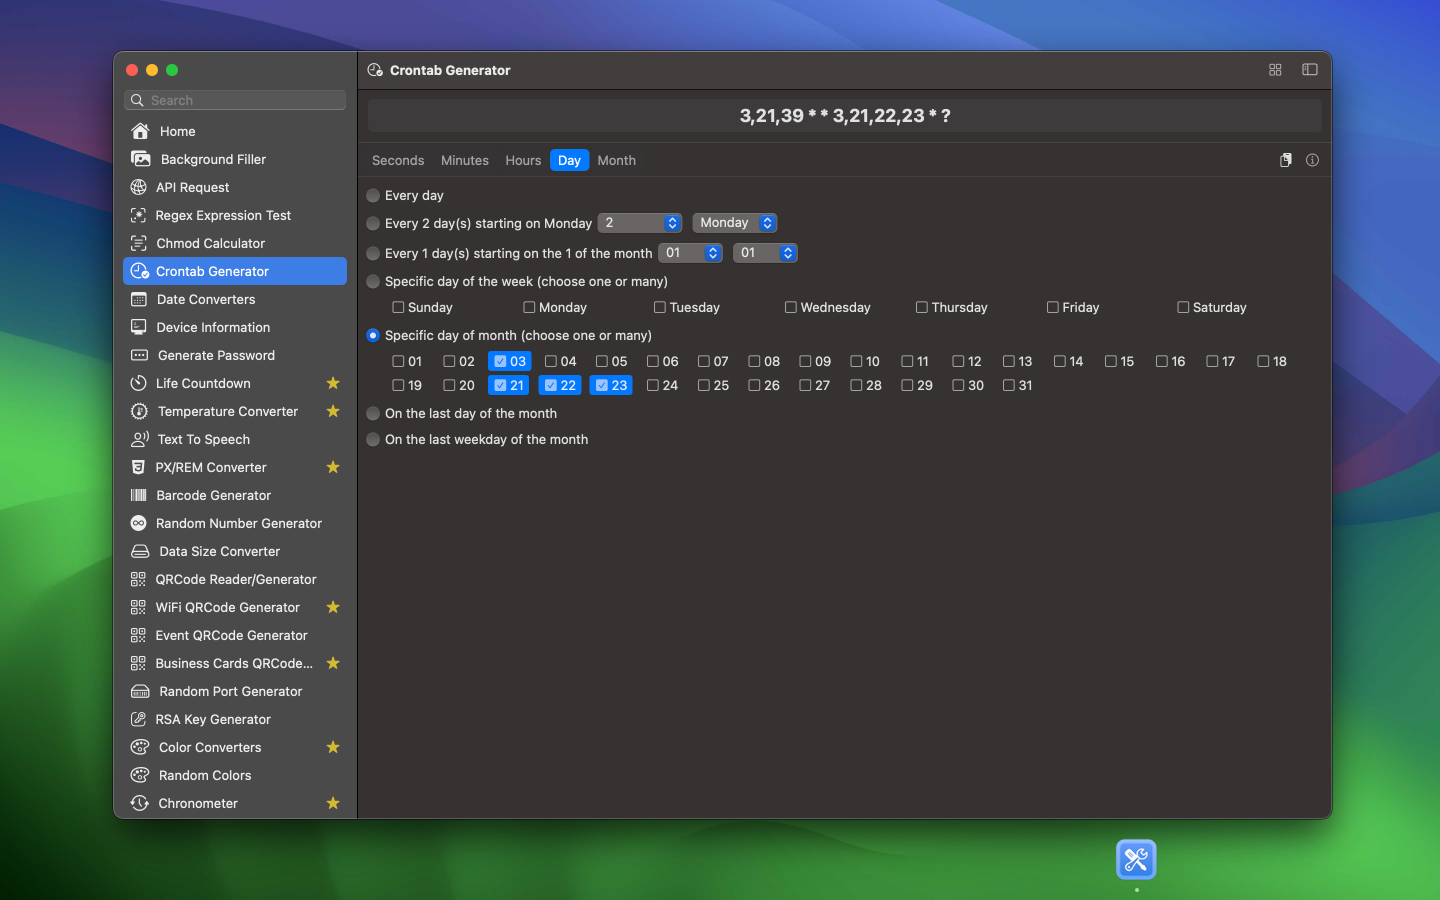 Search
Home
Background Filler
API Request
Regex Expression Test
Chmod Calculator
Crontab Generator
Date Converters
Device Information
Generate Password
Life Countdown
Temperature Converter
Text To Speech
PX/REM Converter
Barcode Generator
Random Number Generator
Data Size Converter
QRCode Reader/Generator
WiFi QRCode Generator
Event QRCode Generator
Business Cards QRCode...
Random Port Generator
RSA Key Generator
Color Converters
Random Colors
Chronometer
Crontab Generator
3,21,39 * * 3,21,22,23 * ?
Seconds Minutes Hours Day Month
Every day
Every 2 day(s) starting on Monday 2 Monday
Every 1 day(s) starting on the 1 of the month 01 01
Specific day of the week (choose one or many)
Sunday Monday Tuesday Wednesday Thursday Friday Saturday
Specific day of month (choose one or many)
01 02 03 04 05 06 07 08 09 10 11 12 13 14 15 16 17 18
19 20 21 22 23 24 25 26 27 28 29 30 31
On the last day of the month
On the last weekday of the month